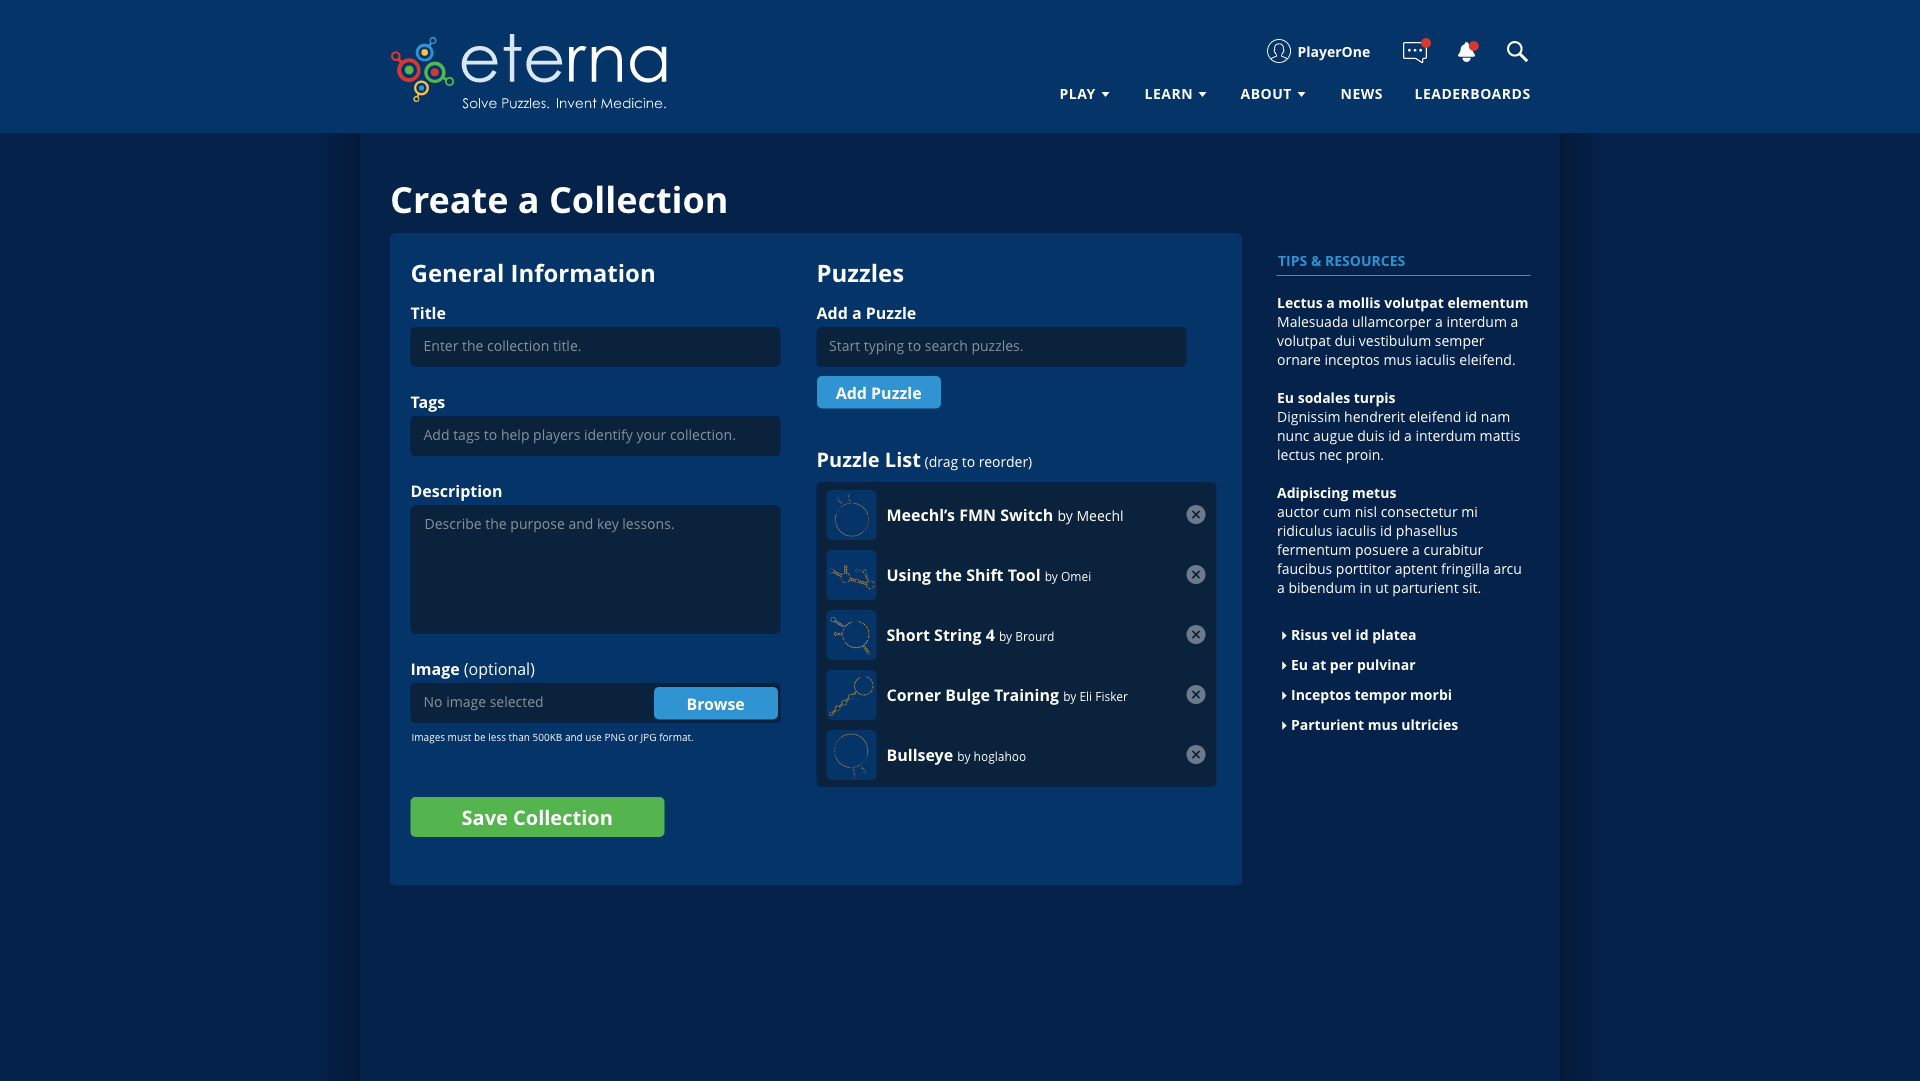 eterna
Solve Puzzles. Invent Medicine.
PlayerOne
PLAY LEARN ABOUT NEWS LEADERBOARDS
Create a Collection
General Information
Title
Enter the collection title.
Tags
Add tags to help players identify your collection.
Description
Describe the purpose and key lessons.
Image (optional)
No image selected
Browse
Images must be less than 500KB and use PNG or JPG format.
Save Collection
Puzzles
Add a Puzzle
Start typing to search puzzles.
Add Puzzle
Puzzle List (drag to reorder)
Meechl’s FMN Switch by Meechl
Using the Shift Tool by Omei
Short String 4 by Brourd
Corner Bulge Training by Eli Fisker
Bullseye by hoglahoo
TIPS & RESOURCES
Lectus a mollis volutpat elementum
Malesuada ullamcorper a interdum a
volutpat dui vestibulum semper
ornare inceptos mus iaculis eleifend.
Eu sodales turpis
Dignissim hendrerit eleifend id nam
nunc augue duis id a interdum mattis
lectus nec proin.
Adipiscing metus
auctor cum nisl consectetur mi
ridiculus iaculis id phasellus
fermentum posuere a curabitur
faucibus porttitor aptent fringilla arcu
a bibendum in ut parturient sit.
Risus vel id platea
Eu at per pulvinar
Inceptos tempor morbi
Parturient mus ultricies